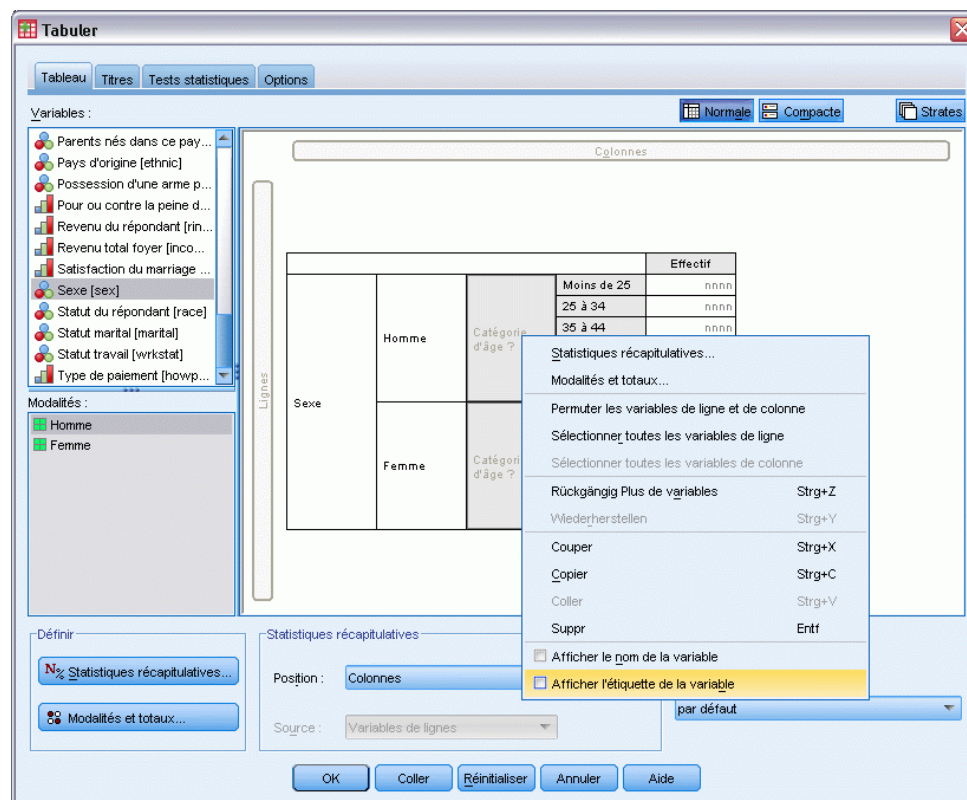 Tabuler
Tableau Titres Tests statistiques Options
Variables :
Normale Compacte Strates
Parents nés dans ce pay...
Pays d'origine [ethnic]
Possession d'une arme p...
Pour ou contre la peine d...
Revenu du répondant [rin...
Revenu total foyer [inco...
Satisfaction du marriage ...
Sexe [sex]
Statut du répondant [race]
Statut marital [marital]
Statut travail [wrkstat]
Type de paiement [howp...
Modalités :
Homme
Femme
Colonnes
Lignes
Effectif
Sexe
Homme
Catégorie
d'âge ?
Moins de 25 nnnn
25 à 34 nnnn
35 à 44 nnnn
Femme
Catégori
d'âge ?
Statistiques récapitulatives...
Modalités et totaux...
Permuter les variables de ligne et de colonne
Sélectionner toutes les variables de ligne
Sélectionner toutes les variables de colonne
Rückgängig Plus de variables Strg+Z
Wiederherstellen Strg+Y
Couper Strg+X
Copier Strg+C
Coller Strg+V
Suppr Entf
Afficher le nom de la variable
Afficher l'étiquette de la variable
Définir
N% Statistiques récapitulatives...
Modalités et totaux...
Statistiques récapitulatives
Position : Colonnes
Source : Variables de lignes
par défaut
OK Coller Réinitialiser Annuler Aide